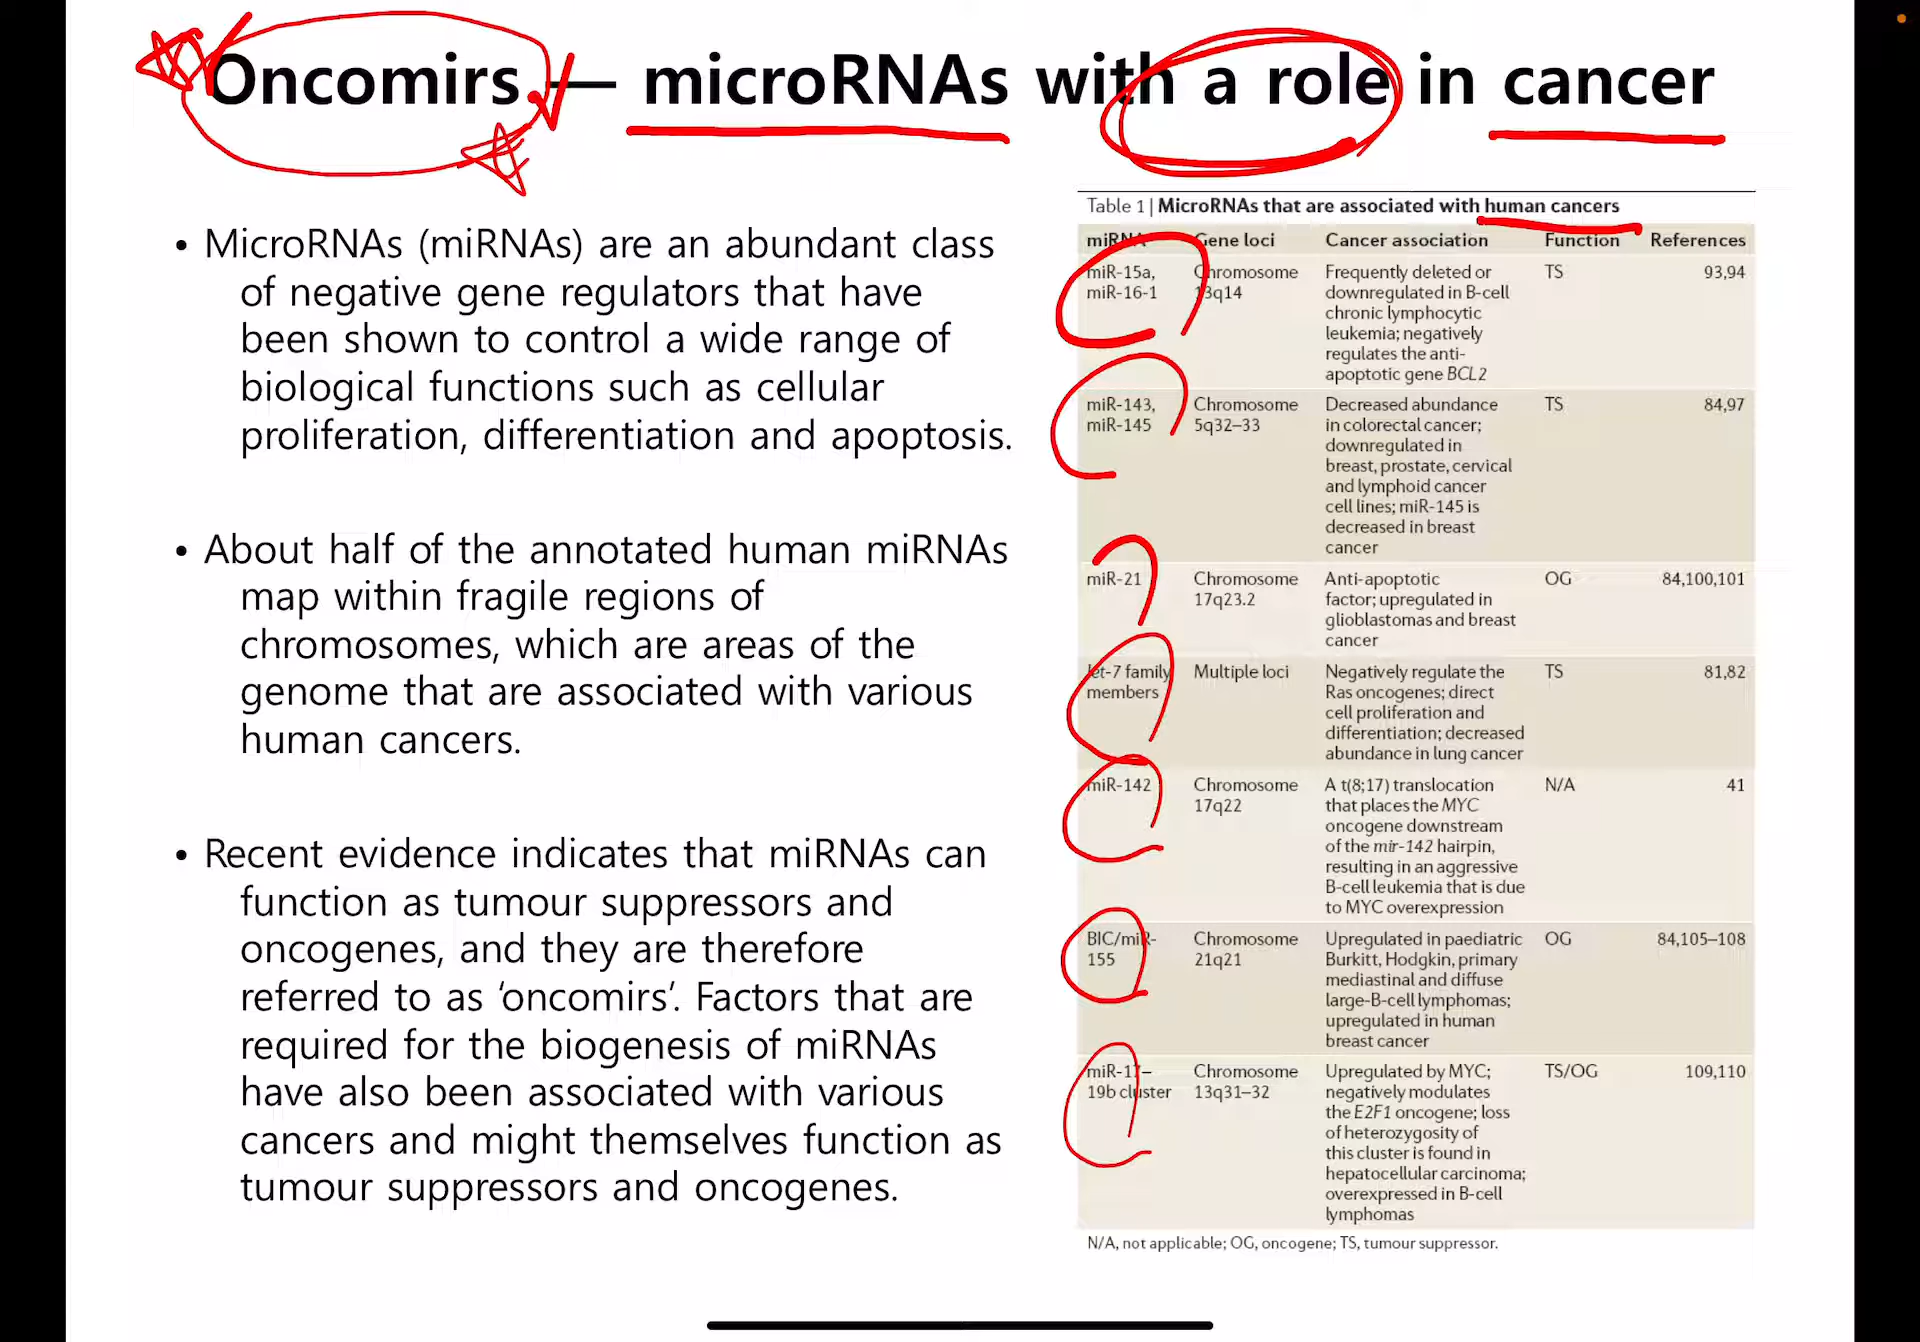 Oncomirs — microRNAs with a role in cancer
• MicroRNAs (miRNAs) are an abundant class
of negative gene regulators that have
been shown to control a wide range of
biological functions such as cellular
proliferation, differentiation and apoptosis.
• About half of the annotated human miRNAs
map within fragile regions of
chromosomes, which are areas of the
genome that are associated with various
human cancers.
• Recent evidence indicates that miRNAs can
function as tumour suppressors and
oncogenes, and they are therefore
referred to as ‘oncomirs’. Factors that are
required for the biogenesis of miRNAs
have also been associated with various
cancers and might themselves function as
tumour suppressors and oncogenes.
Table 1 | MicroRNAs that are associated with human cancers
miRNA Gene loci Cancer association Function References
miR-15a, Chromosome Frequently deleted or TS 93,94
miR-16-1 13q14 downregulated in B-cell
chronic lymphocytic
leukemia; negatively
regulates the anti-
apoptotic gene BCL2
miR-143, Chromosome Decreased abundance TS 84,97
miR-145 5q32–33 in colorectal cancer;
downregulated in
breast, prostate, cervical
and lymphoid cancer
cell lines; miR-145 is
decreased in breast
cancer
miR-21 Chromosome Anti-apoptotic OG 84,100,101
17q23.2 factor; upregulated in
glioblastomas and breast
cancer
let-7 family Multiple loci Negatively regulate the TS 81,82
members Ras oncogenes; direct
cell proliferation and
differentiation; decreased
abundance in lung cancer
miR-142 Chromosome A t(8;17) translocation N/A 41
17q22 that places the MYC
oncogene downstream
of the mir-142 hairpin,
resulting in an aggressive
B-cell leukemia that is due
to MYC overexpression
BIC/miR- Chromosome Upregulated in paediatric OG 84,105–108
155 21q21 Burkitt, Hodgkin, primary
mediastinal and diffuse
large-B-cell lymphomas;
upregulated in human
breast cancer
miR-17– Chromosome Upregulated by MYC; TS/OG 109,110
19b cluster 13q31–32 negatively modulates
the E2F1 oncogene; loss
of heterozygosity of
this cluster is found in
hepatocellular carcinoma;
overexpressed in B-cell
lymphomas
N/A, not applicable; OG, oncogene; TS, tumour suppressor.